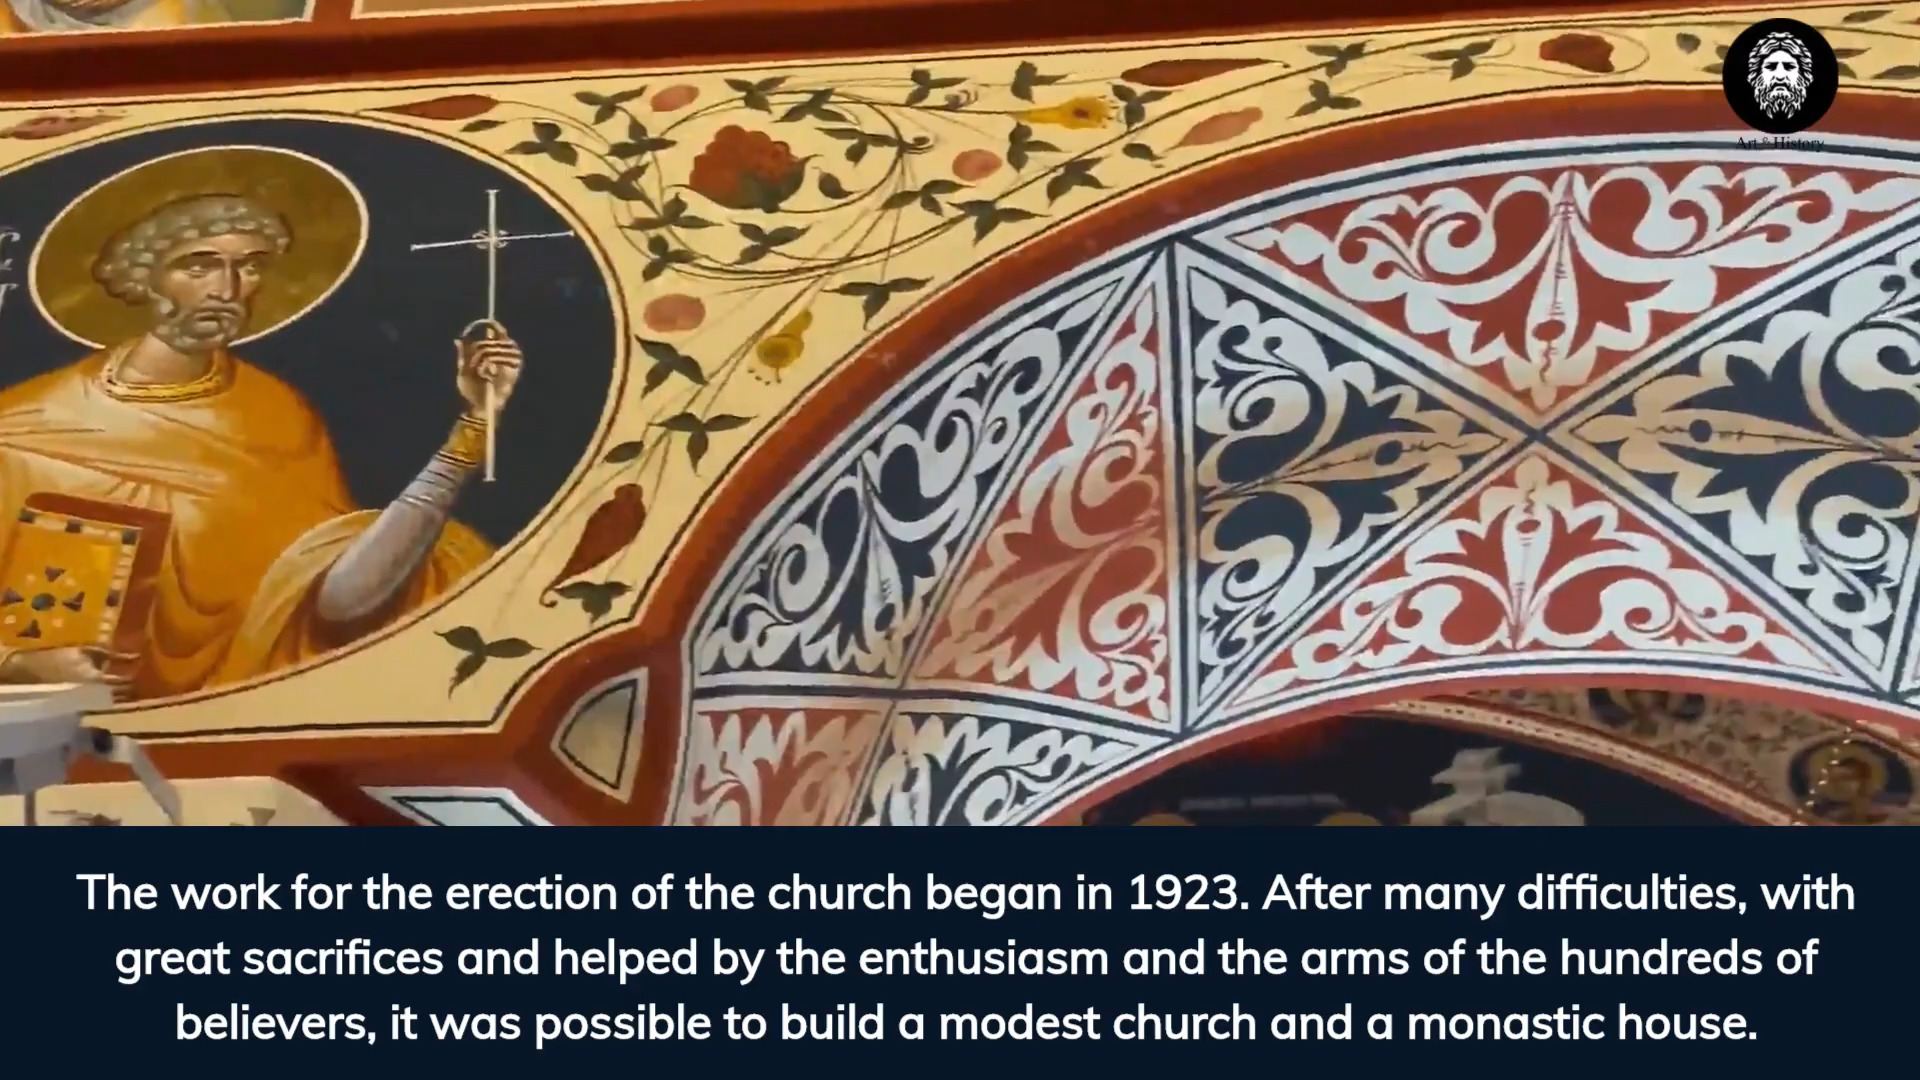 Art & History
The work for the erection of the church began in 1923. After many difficulties, with
great sacrifices and helped by the enthusiasm and the arms of the hundreds of
believers, it was possible to build a modest church and a monastic house.